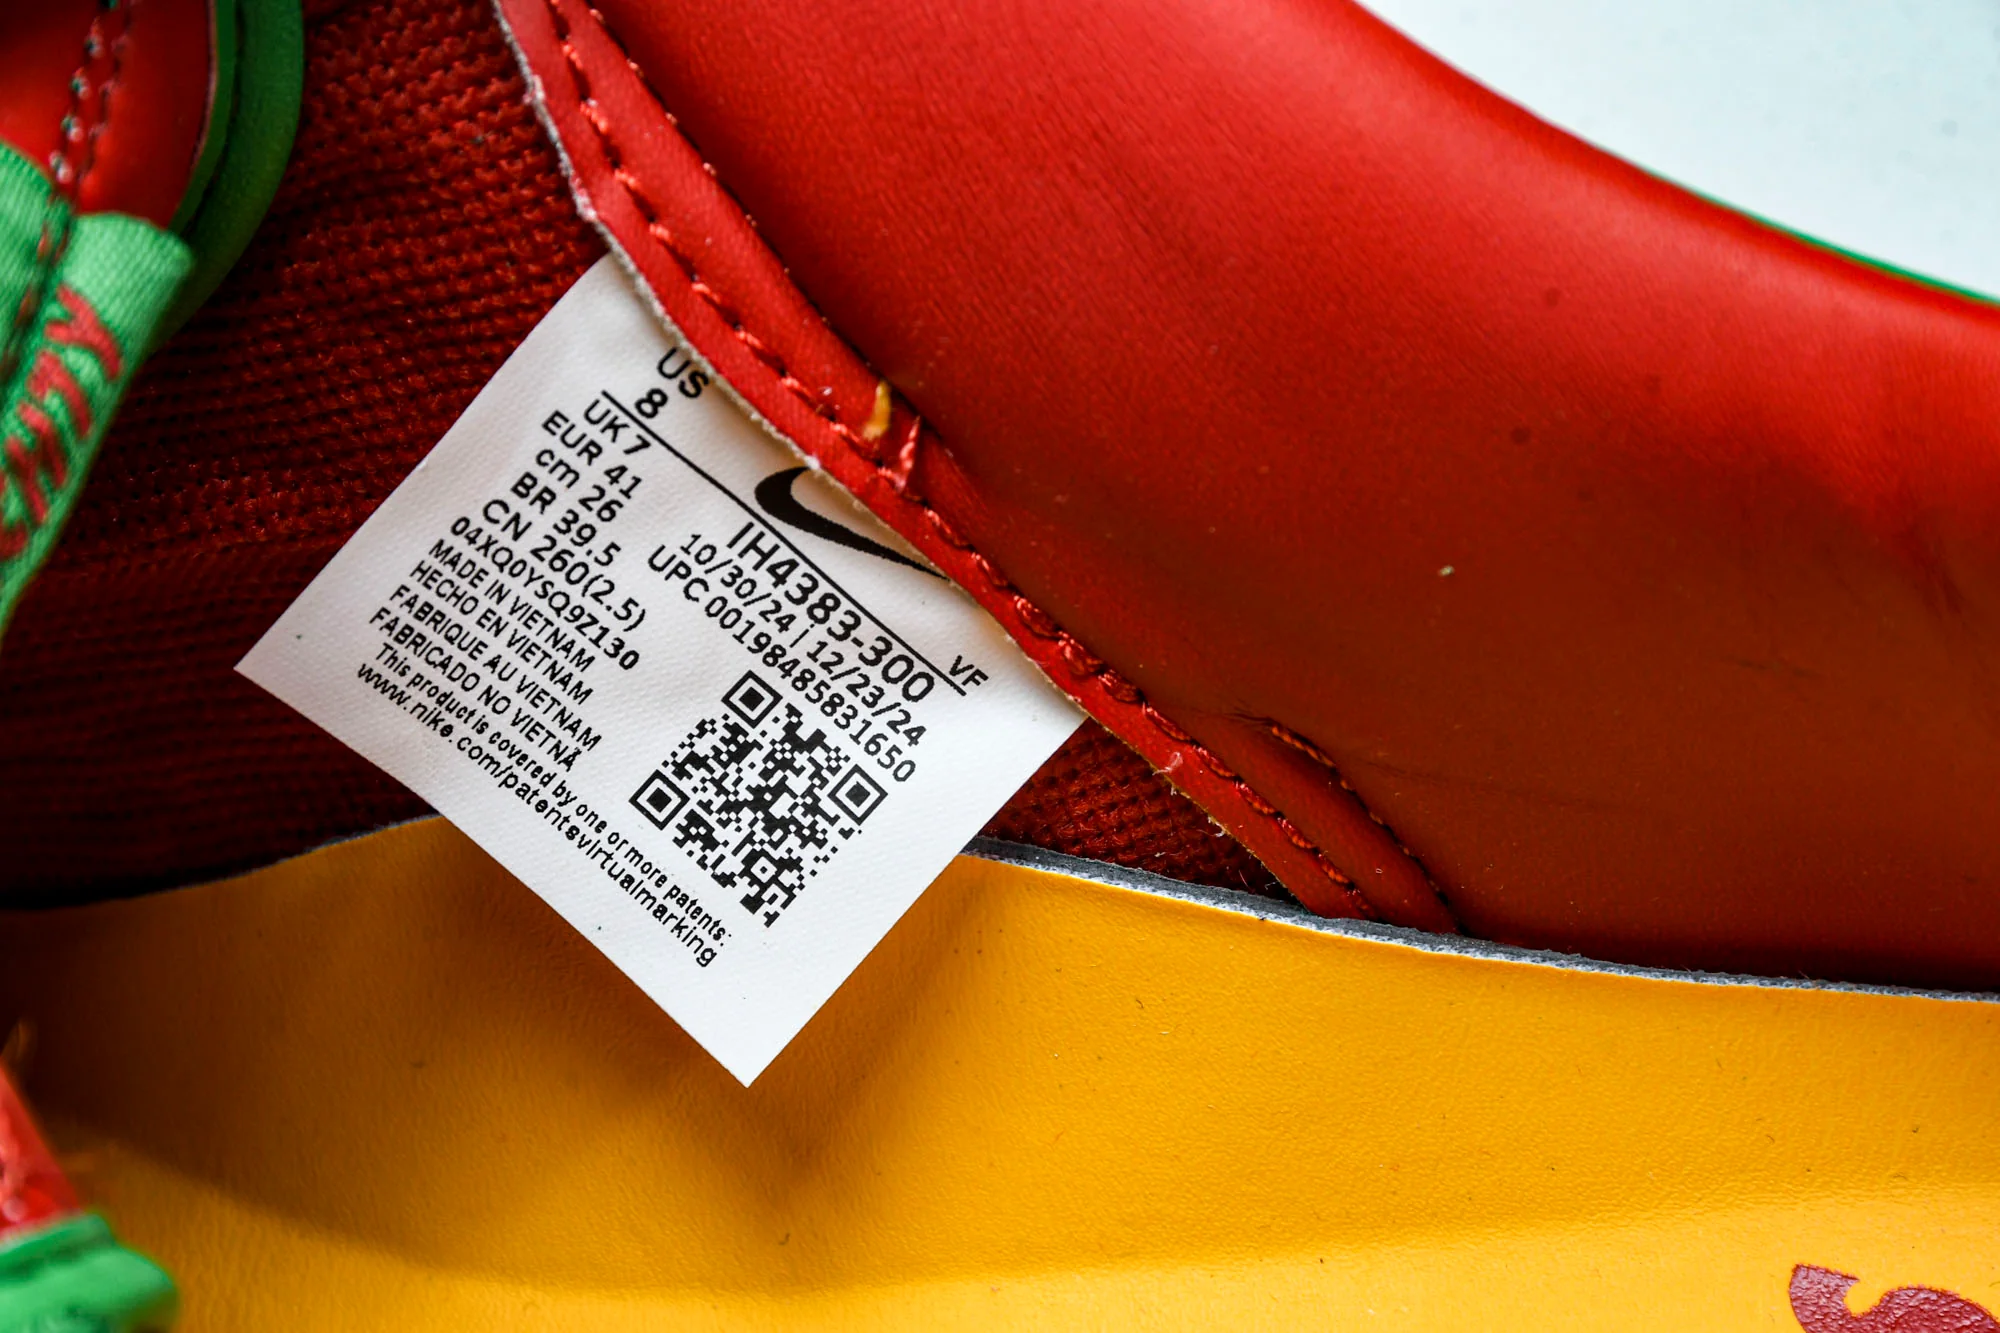 US
8
UK 7
EUR 41
cm 26
BR 39.5
CN 260(2.5)
04XQ0YSQ9Z130
MADE IN VIETNAM
HECHO EN VIETNAM
FABRIQUE AU VIETNAM
FABRICADO NO VIETNÃ
This product is covered by one or more patents:
www.nike.com/patentsvirtualmarking
VF
IH4383-300
10/30/24 | 12/23/24
UPC 00198485831650